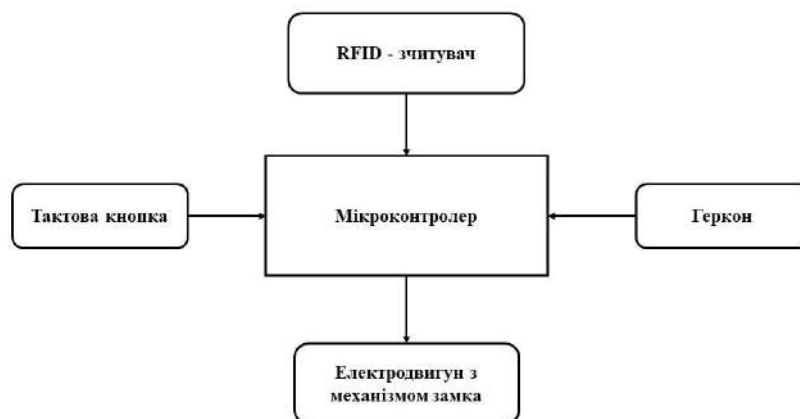 RFID - зчитувач
Тактова кнопка
Мікроконтролер
Геркон
Електродвигун з
механізмом замка